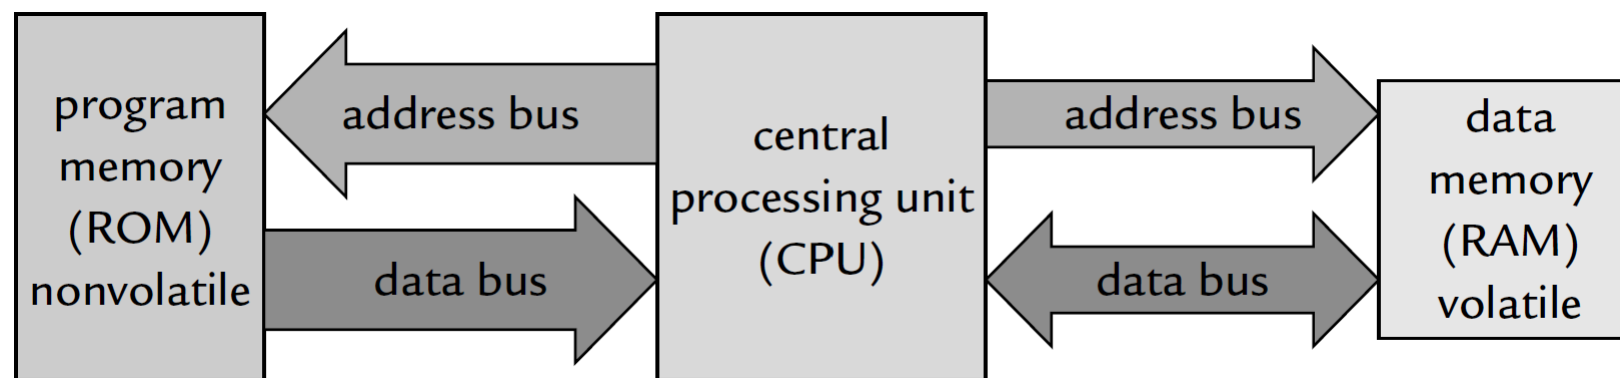 program
memory
(ROM)
nonvolatile
address bus
data bus
central
processing unit
(CPU)
address bus
data bus
data
memory
(RAM)
volatile